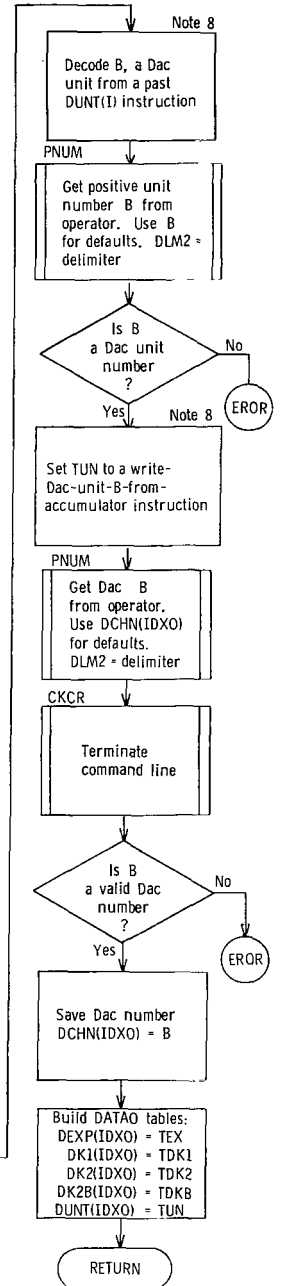 Note 8
Decode B, a Dac
unit from a past
DUNT(I) instruction
PNUM
Get positive unit
number B from
operator. Use B
for defaults. DLM2 =
delimiter
Is B
a Dac unit
number
?
No
EROR
Yes
Note 8
Set TUN to a write-
Dac-unit-B-from-
accumulator instruction
PNUM
Get Dac B
from operator.
Use DCHN(IDXO)
for defaults.
DLM2 = delimiter
CKCR
Terminate
command line
Is B
a valid Dac
number
?
No
EROR
Yes
Save Dac number
DCHN(IDXO) = B
Build DATAO tables:
DEXP(IDXO) = TEX
DK1(IDXO) = TDK1
DK2(IDXO) = TDK2
DK2B(IDXO) = TDKB
DUNT(IDXO) = TUN
RETURN